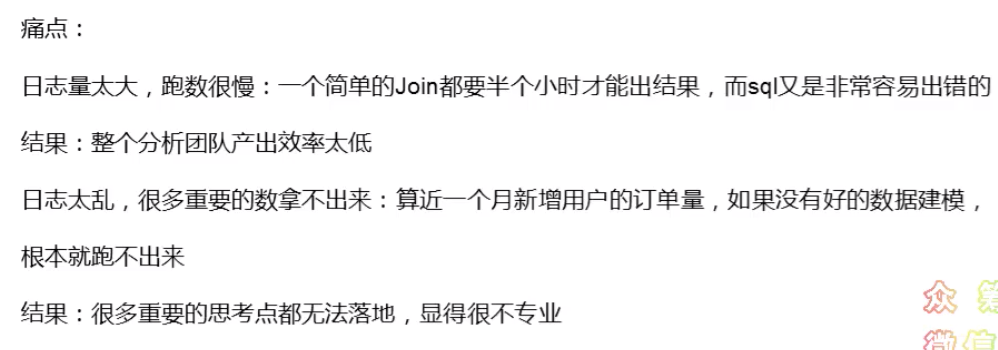 痛点：
日志量太大，跑数很慢：一个简单的Join都要半个小时才能出结果，而sql又是非常容易出错的
结果：整个分析团队产出效率太低
日志太乱，很多重要的数拿不出来：算近一个月新增用户的订单量，如果没有好的数据建模，
根本就跑不出来
结果：很多重要的思考点都无法落地，显得很不专业
众筹
微信